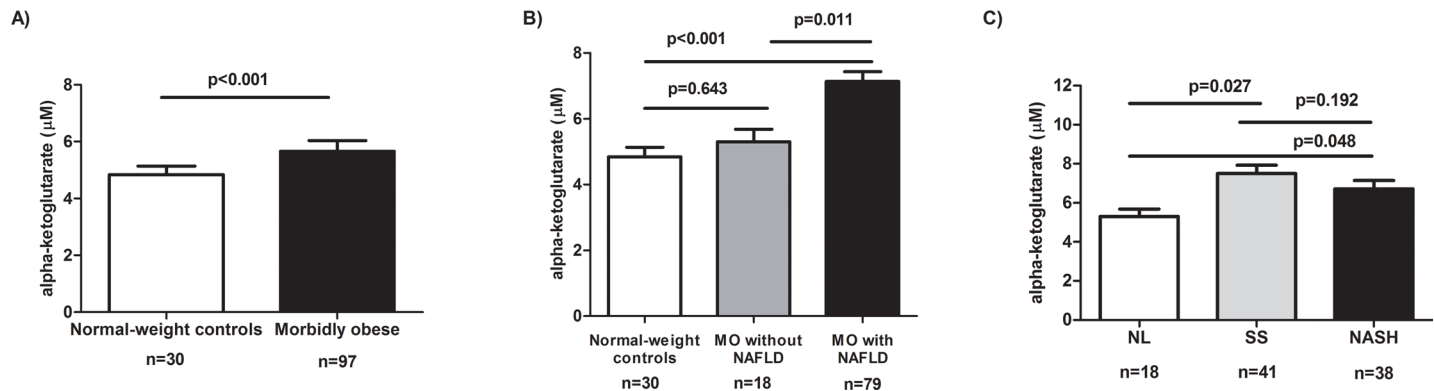 A)
p<0.001
alpha-ketoglutarate (μM)
8
6
4
2
0
Normal-weight controls
Morbidly obese
n=30
n=97
B)
p=0.011
p<0.001
p=0.643
alpha-ketoglutarate (μM)
8
6
4
2
0
Normal-weight
controls
MO without
NAFLD
MO with
NAFLD
n=30
n=18
n=79
C)
p=0.027
p=0.192
p=0.048
alpha-ketoglutarate (μM)
12
10
8
6
4
2
0
NL
SS
NASH
n=18
n=41
n=38